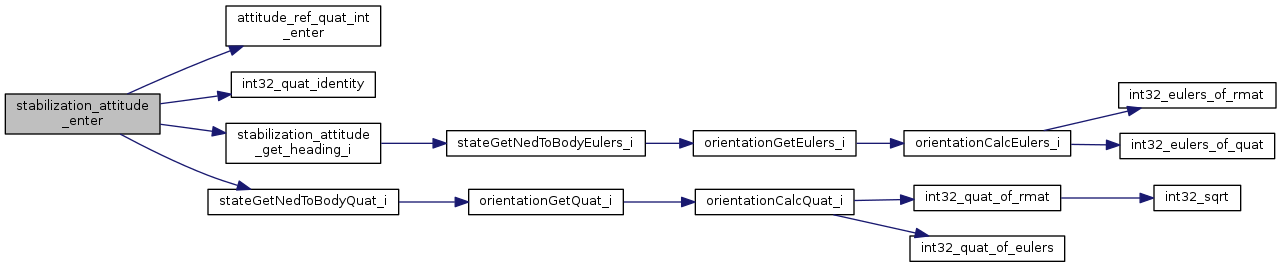 stabilization_attitude
_enter
attitude_ref_quat_int
_enter
int32_quat_identity
stabilization_attitude
_get_heading_i
stateGetNedToBodyEulers_i
orientationGetEulers_i
orientationCalcEulers_i
int32_eulers_of_rmat
int32_eulers_of_quat
stateGetNedToBodyQuat_i
orientationGetQuat_i
orientationCalcQuat_i
int32_quat_of_rmat
int32_sqrt
int32_quat_of_eulers